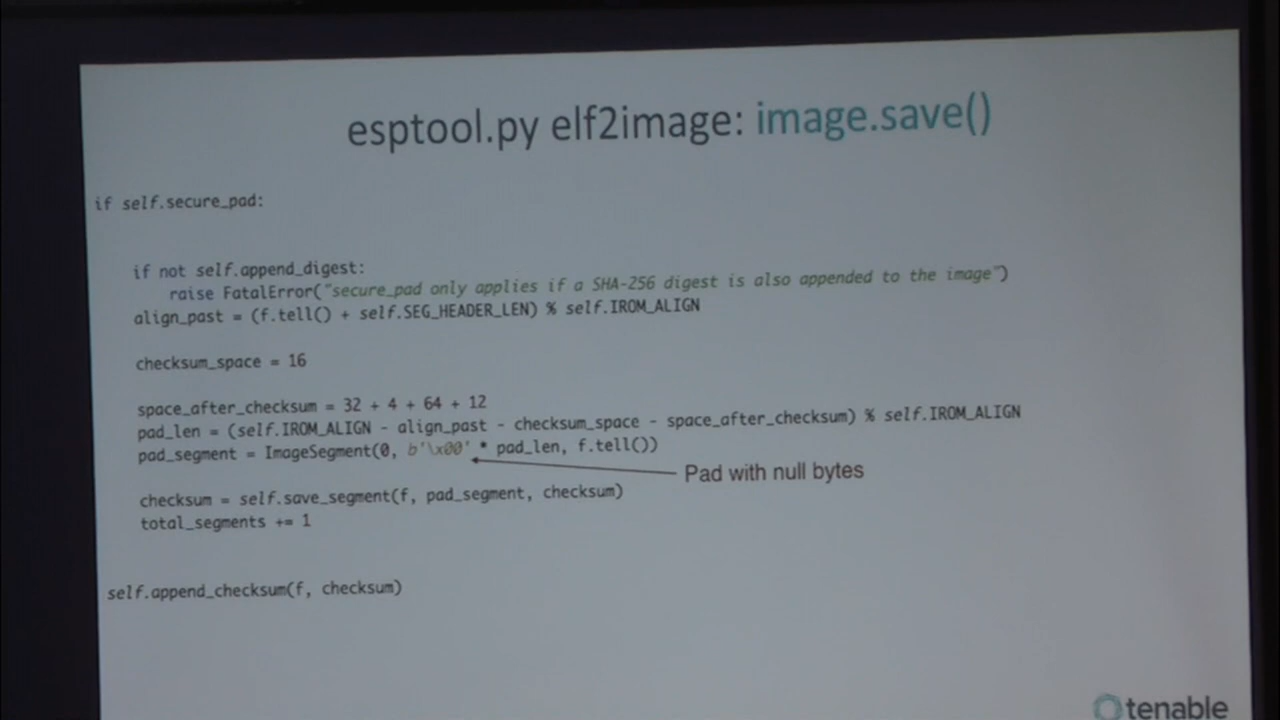 esptool.py elf2image: image.save()
if self.secure_pad:
if not self.append_digest:
raise FatalError("secure_pad only applies if a SHA-256 digest is also appended to the image")
align_past = (f.tell() + self.SEG_HEADER_LEN) % self.IROM_ALIGN
checksum_space = 16
space_after_checksum = 32 + 4 + 64 + 12
pad_len = (self.IROM_ALIGN - align_past - checksum_space - space_after_checksum) % self.IROM_ALIGN
pad_segment = ImageSegment(0, b'\x00' * pad_len, f.tell())
Pad with null bytes
checksum = self.save_segment(f, pad_segment, checksum)
total_segments += 1
self.append_checksum(f, checksum)
tenable